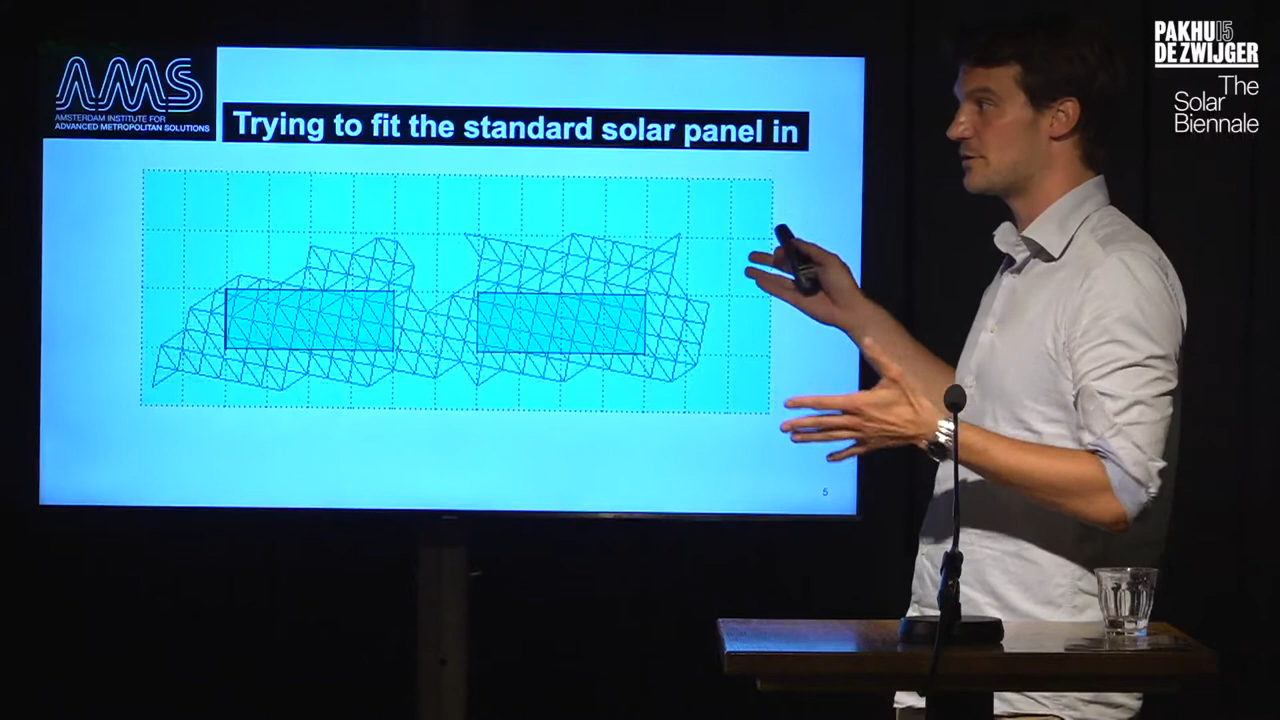 AMS
AMSTERDAM INSTITUTE FOR
ADVANCED METROPOLITAN SOLUTIONS
Trying to fit the standard solar panel in
5
PAKHUIS
DE ZWIJGER
The
Solar
Biennale